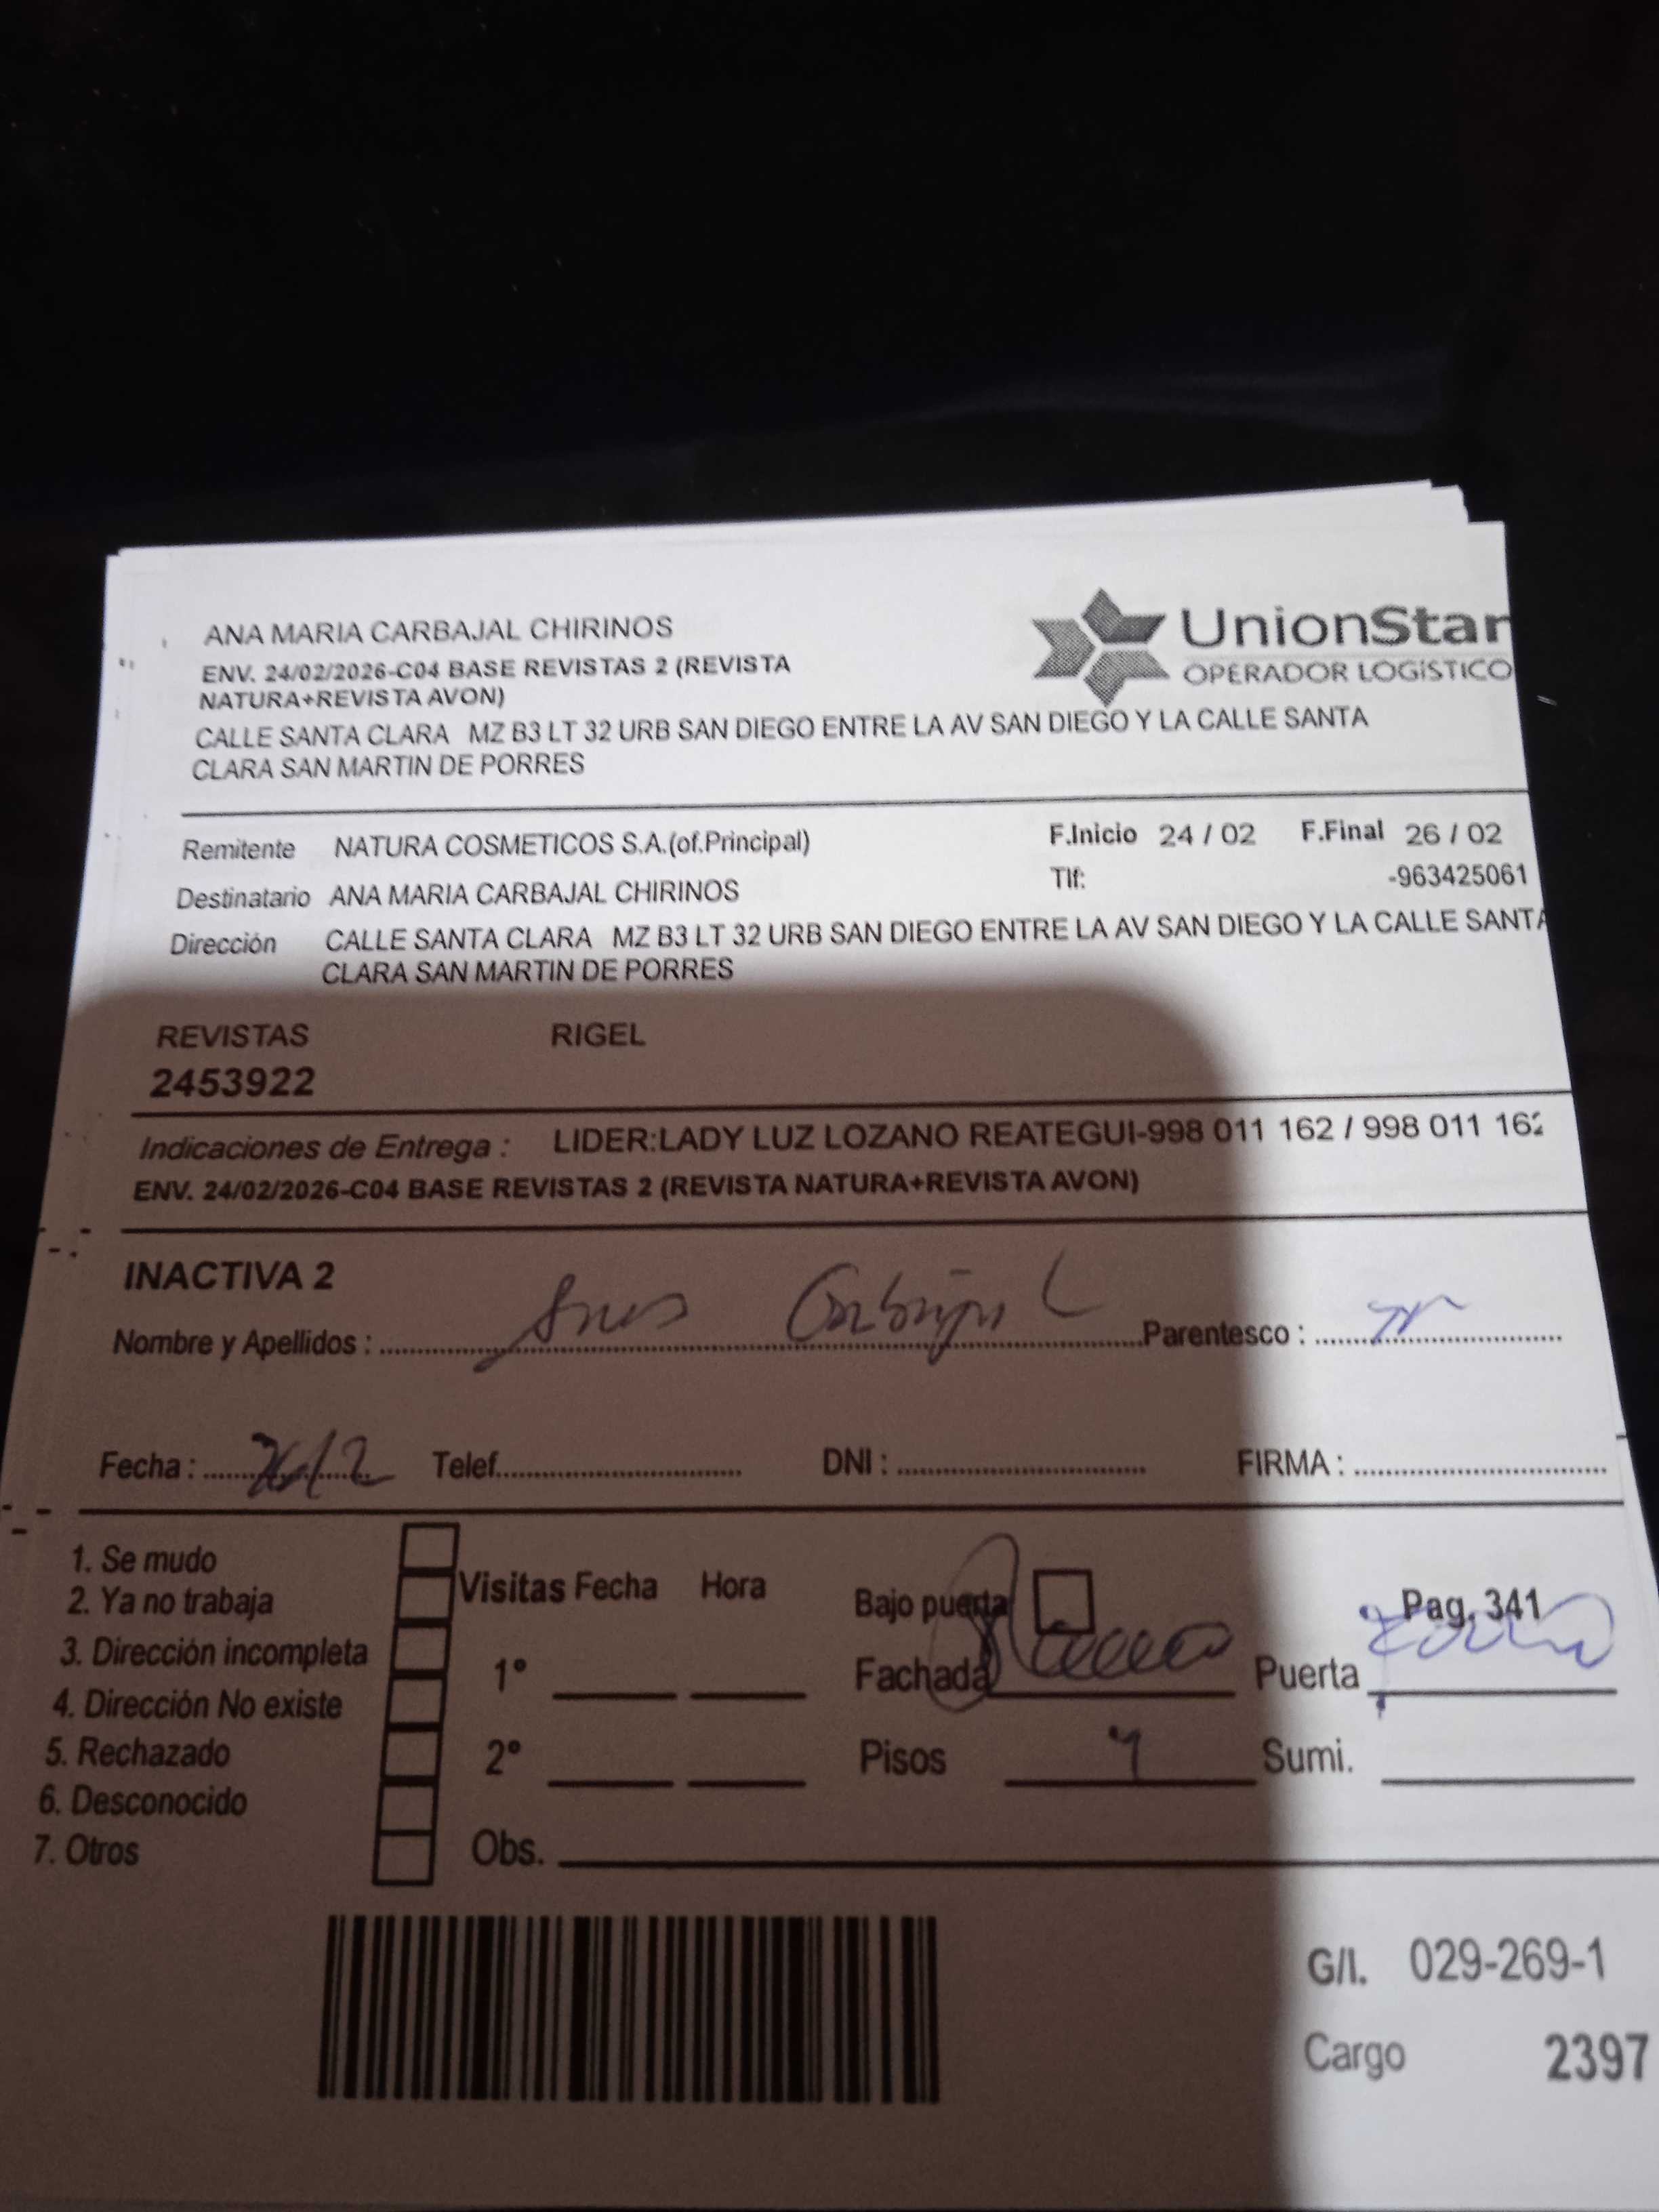 ANA MARIA CARBAJAL CHIRINOS
ENV. 24/02/2026-C04 BASE REVISTAS 2 (REVISTA
NATURA+REVISTA AVON)
CALLE SANTA CLARA MZ B3 LT 32 URB SAN DIEGO ENTRE LA AV SAN DIEGO Y LA CALLE SANTA
CLARA SAN MARTIN DE PORRES
UnionStar
OPERADOR LOGÍSTICO
Remitente NATURA COSMETICOS S.A.(of.Principal) F.Inicio 24 / 02 F.Final 26 / 02
Destinatario ANA MARIA CARBAJAL CHIRINOS Tlf: -963425061
Dirección CALLE SANTA CLARA MZ B3 LT 32 URB SAN DIEGO ENTRE LA AV SAN DIEGO Y LA CALLE SANTA
CLARA SAN MARTIN DE PORRES
REVISTAS RIGEL
2453922
Indicaciones de Entrega : LIDER:LADY LUZ LOZANO REATEGUI-998 011 162 / 998 011 162
ENV. 24/02/2026-C04 BASE REVISTAS 2 (REVISTA NATURA+REVISTA AVON)
INACTIVA 2
Nombre y Apellidos : Parentesco :
Fecha : 26/2 Telef. DNI : FIRMA :
1. Se mudo
2. Ya no trabaja
3. Dirección incompleta
4. Dirección No existe
5. Rechazado
6. Desconocido
7. Otros
Visitas Fecha Hora
1°
2°
Obs.
Bajo puerta
Pag. 341
Fachada Puerta
Pisos Sumi.
G/I. 029-269-1
Cargo 2397